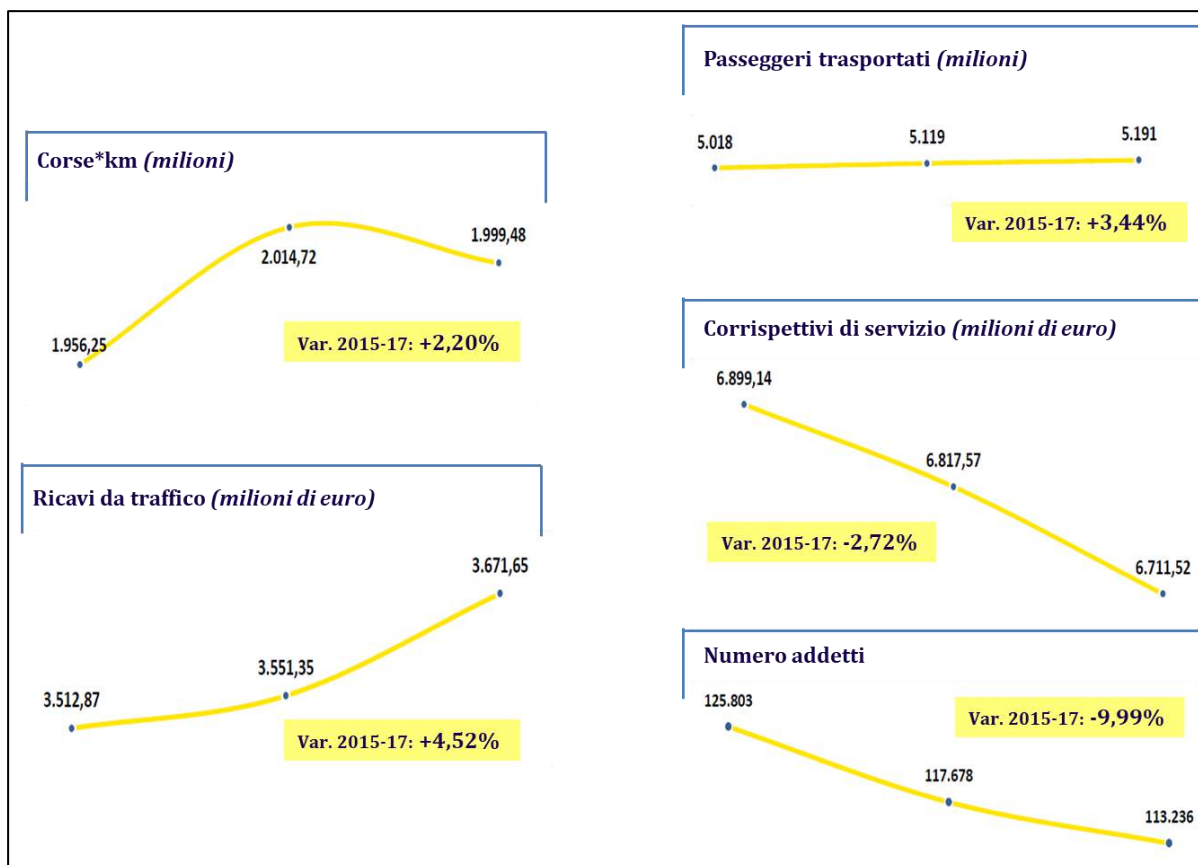 Corse*km (milioni)
1.956,25
2.014,72
1.999,48
Var. 2015-17: +2,20%
Ricavi da traffico (milioni di euro)
3.512,87
3.551,35
3.671,65
Var. 2015-17: +4,52%
Passeggeri trasportati (milioni)
5.018
5.119
5.191
Var. 2015-17: +3,44%
Corrispettivi di servizio (milioni di euro)
6.899,14
6.817,57
6.711,52
Var. 2015-17: -2,72%
Numero addetti
125.803
117.678
113.236
Var. 2015-17: -9,99%